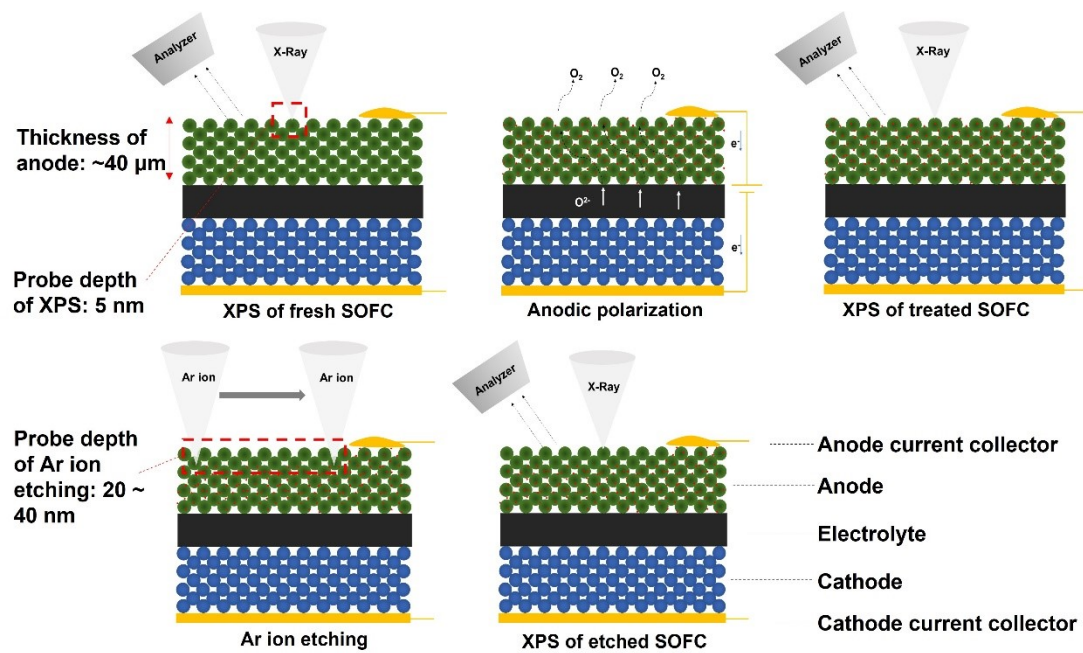 Analyzer
X-Ray
Thickness of
anode: ~40 µm
Probe depth
of XPS: 5 nm
XPS of fresh SOFC
O2
O2
O2
e-
O2-
e-
Anodic polarization
Analyzer
X-Ray
XPS of treated SOFC
Ar ion
Ar ion
Probe depth
of Ar ion
etching: 20 ~
40 nm
Ar ion etching
Analyzer
X-Ray
XPS of etched SOFC
Anode current collector
Anode
Electrolyte
Cathode
Cathode current collector